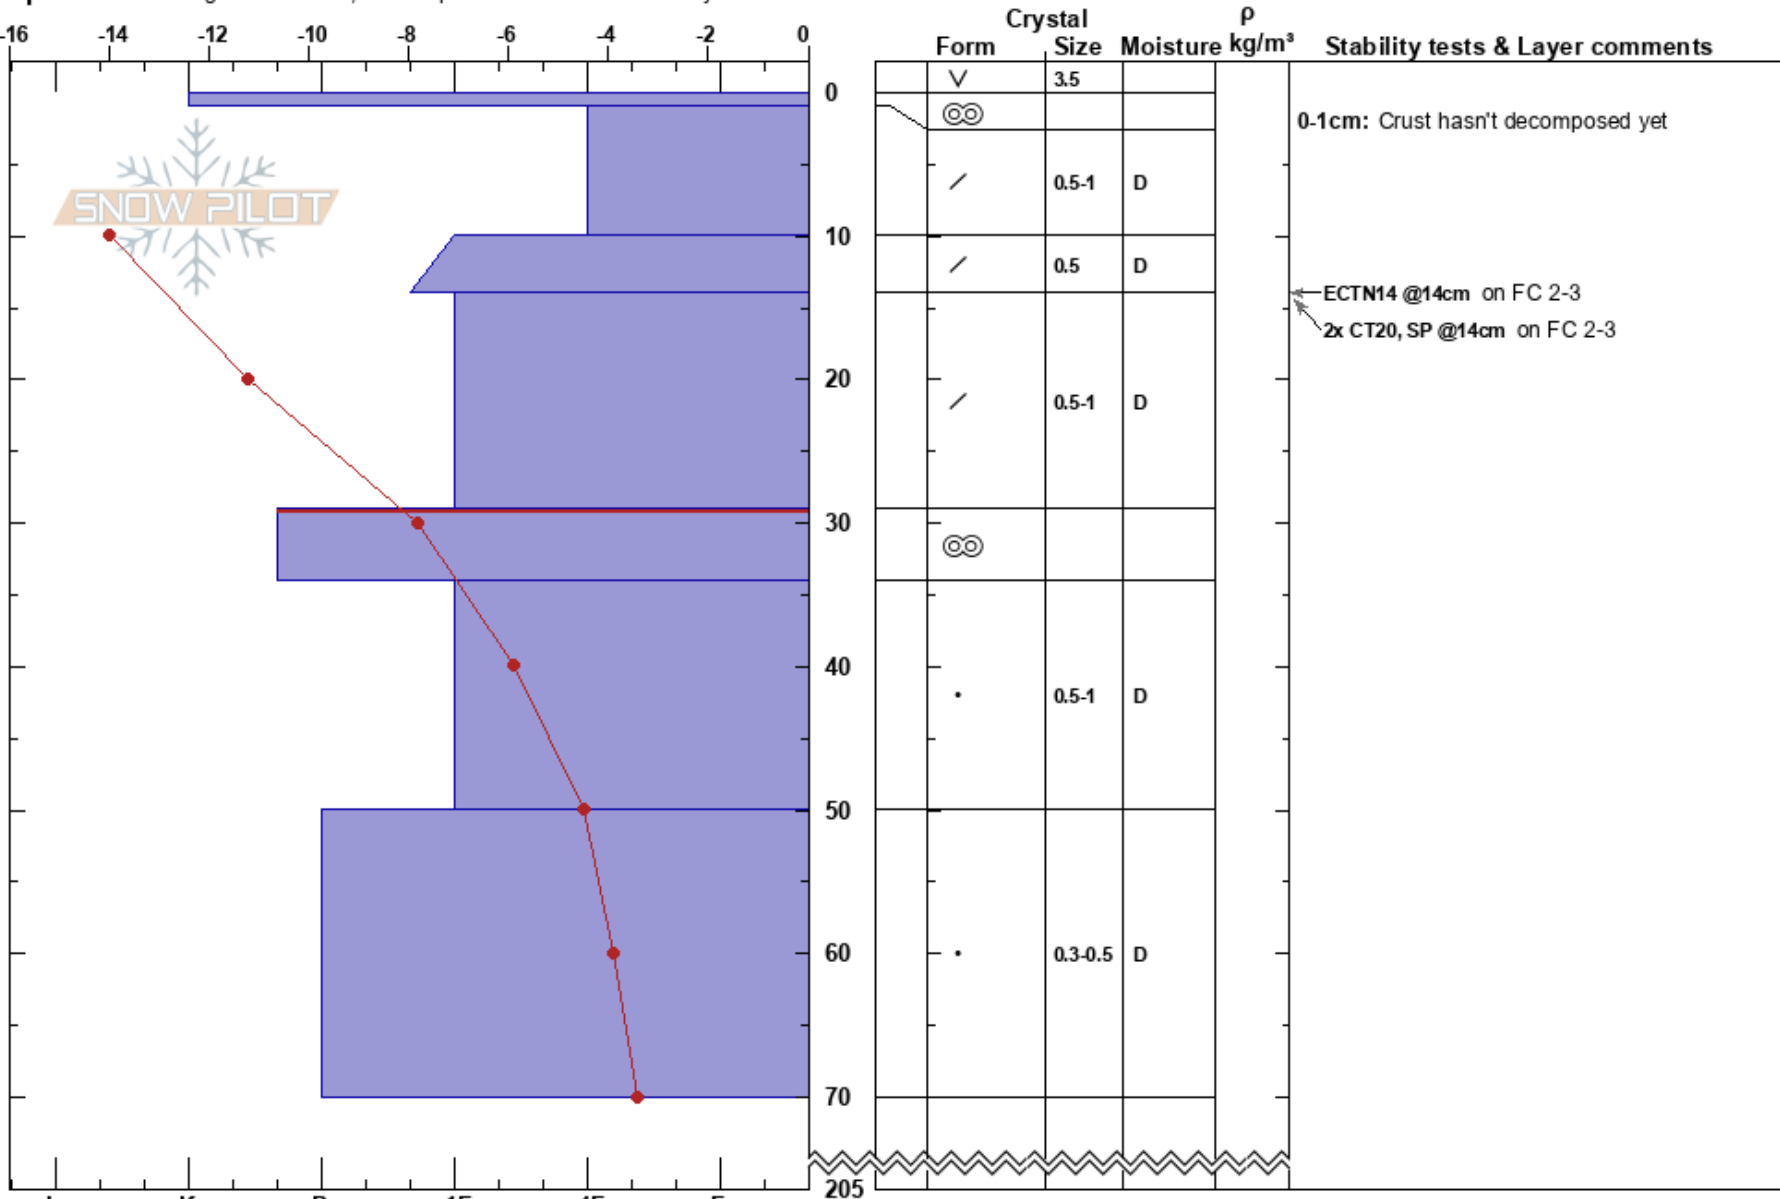 Crystal ρ
-16 -14 -12 -10 -8 -6 -4 -2 0 Form Size Moisture kg/m³ Stability tests & Layer comments
3.5
0
0-1cm: Crust hasn't decomposed yet
0.5-1 D
SNOW PILOT
10
0.5 D
ECTN14 @14cm on FC 2-3
2x CT20, SP @14cm on FC 2-3
20
0.5-1 D
30
40
0.5-1 D
50
60 0.3-0.5 D
70
205